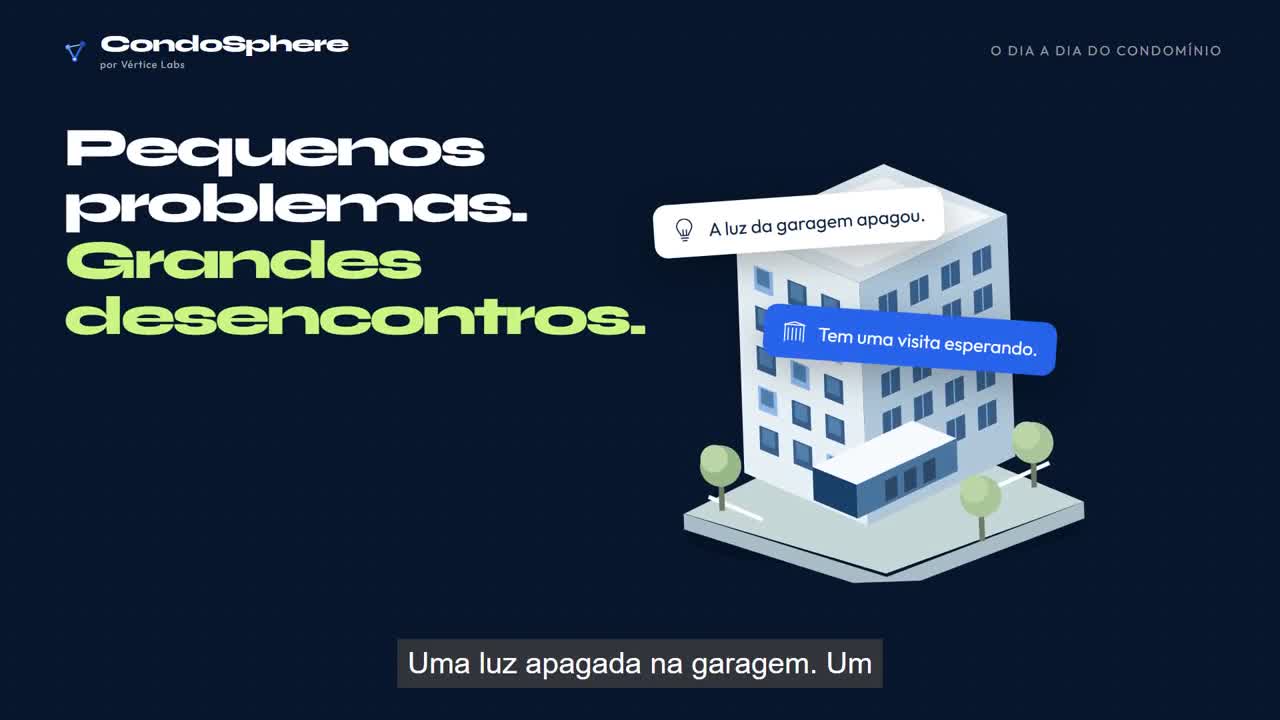 CondoSphere
por Vértice Labs
O DIA A DIA DO CONDOMÍNIO
Pequenos
problemas.
Grandes
desencontros.
A luz da garagem apagou.
Tem uma visita esperando.
Uma luz apagada na garagem. Um